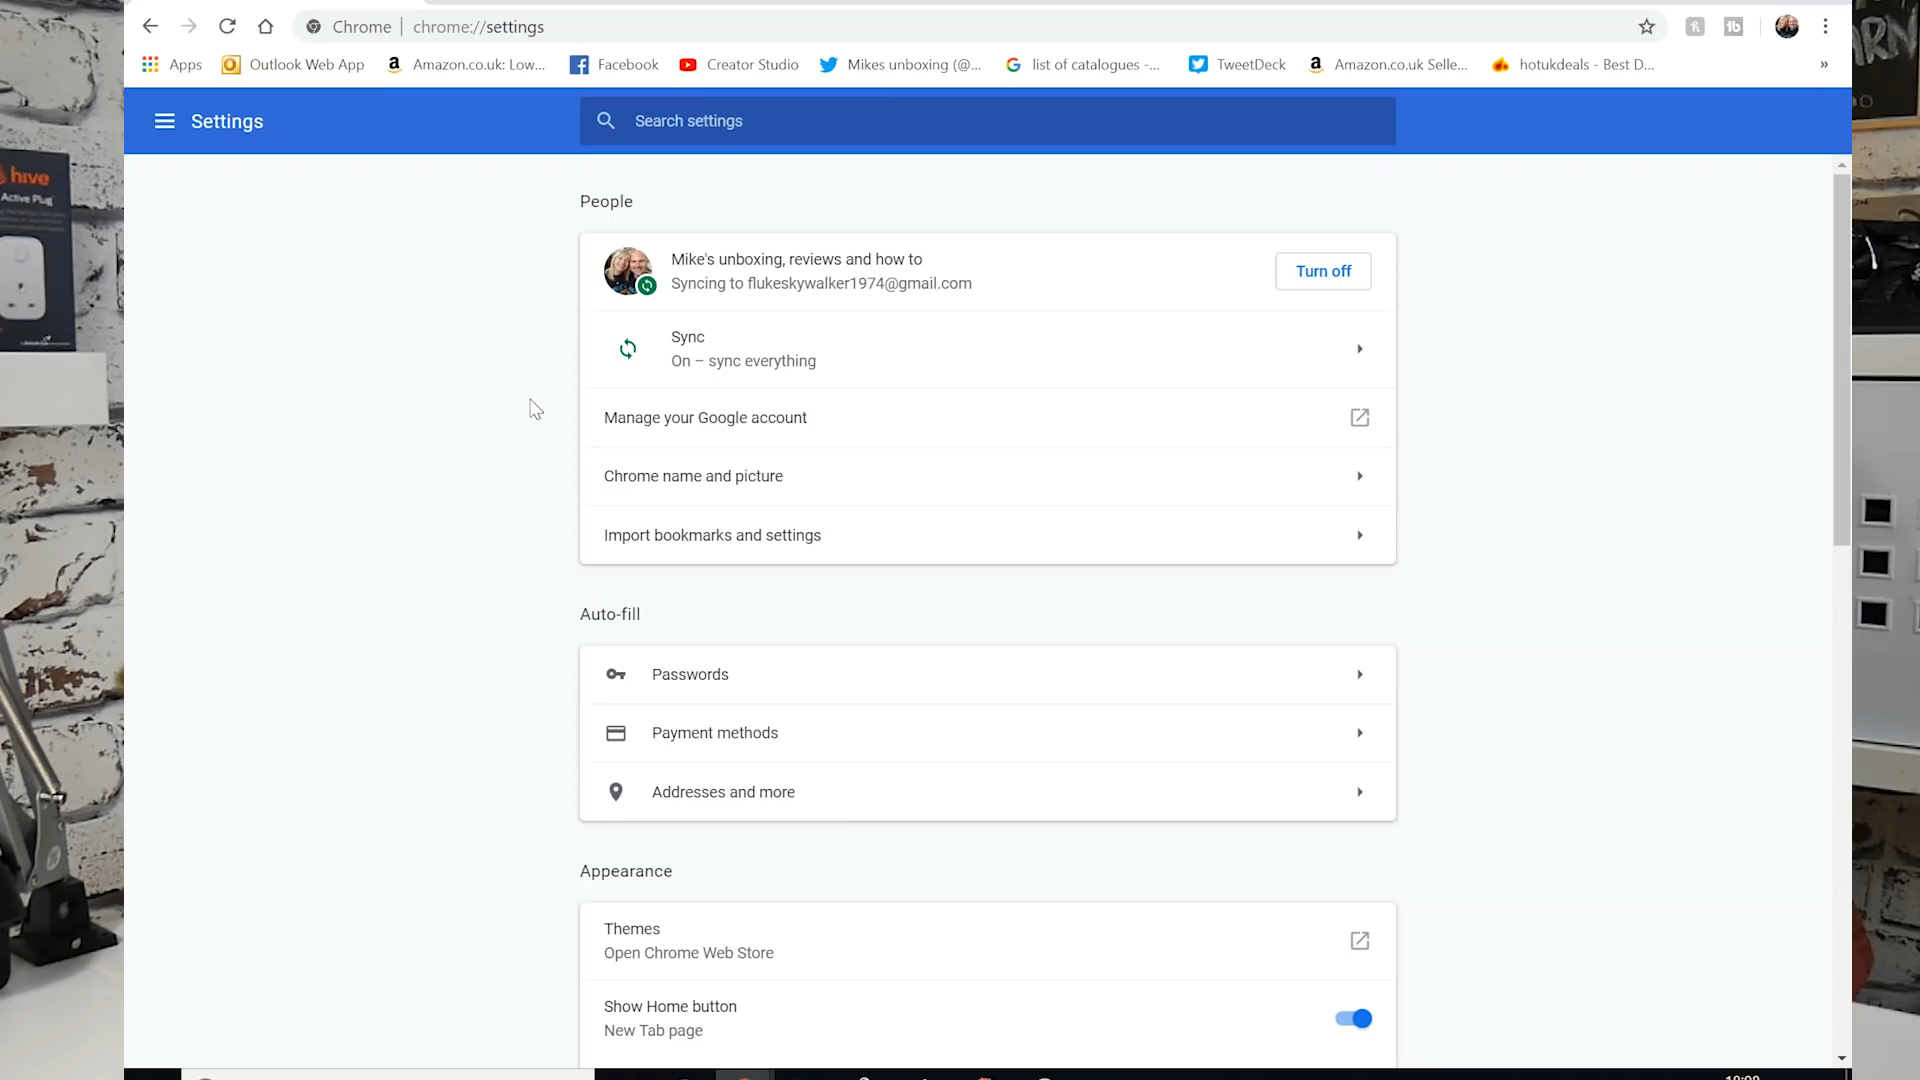 Chrome | chrome://settings
Apps Outlook Web App Amazon.co.uk: Low... Facebook Creator Studio Mikes unboxing (@... list of catalogues -... TweetDeck Amazon.co.uk Selle... hotukdeals - Best D... »
Settings Search settings
hive
Active Plug
People
Mike's unboxing, reviews and how to
Syncing to flukeskywalker1974@gmail.com
Turn off
Sync
On – sync everything
Manage your Google account
Chrome name and picture
Import bookmarks and settings
Auto-fill
Passwords
Payment methods
Addresses and more
Appearance
Themes
Open Chrome Web Store
Show Home button
New Tab page